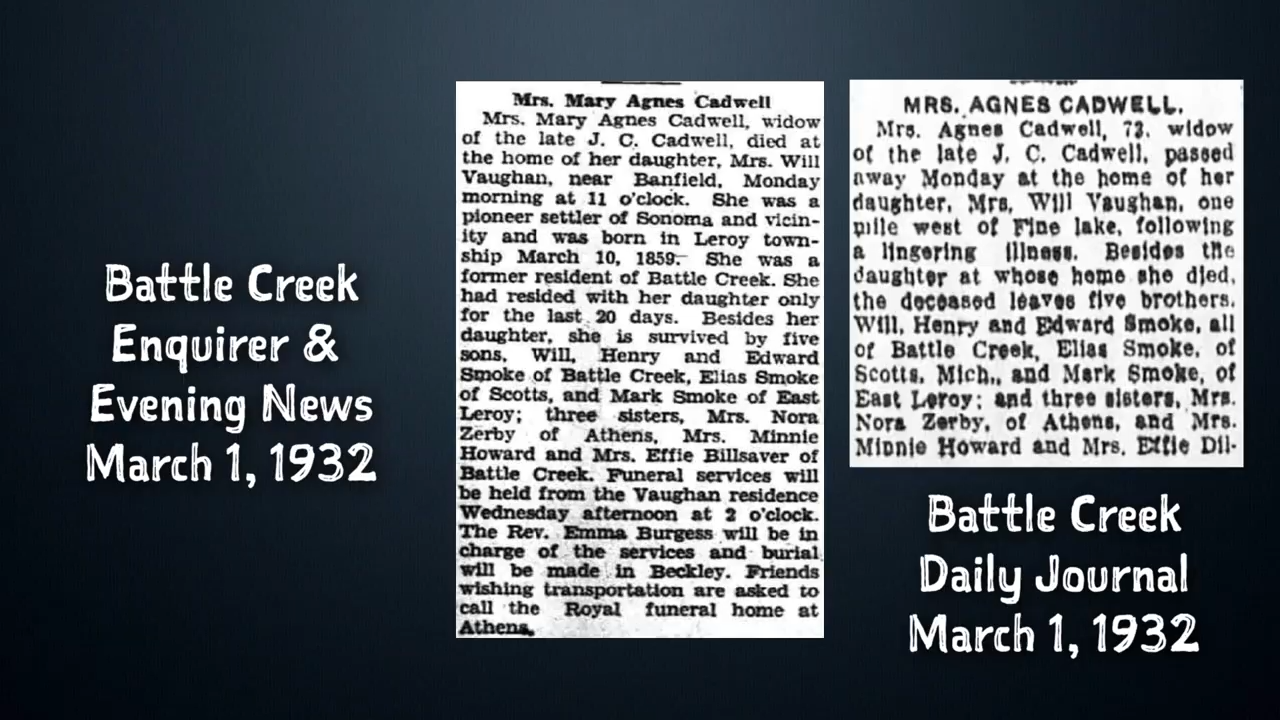 Battle Creek
Enquirer &
Evening News
March 1, 1932
Mrs. Mary Agnes Cadwell
Mrs. Mary Agnes Cadwell, widow
of the late J. C. Cadwell, died at
the home of her daughter, Mrs. Will
Vaughan, near Banfield, Monday
morning at 11 o'clock. She was a
pioneer settler of Sonoma and vicin-
ity and was born in Leroy town-
ship March 10, 1859. She was a
former resident of Battle Creek. She
had resided with her daughter only
for the last 20 days. Besides her
daughter, she is survived by five
sons, Will, Henry and Edward
Smoke of Battle Creek, Elias Smoke
of Scotts, and Mark Smoke of East
Leroy; three sisters, Mrs. Nora
Zerby of Athens, Mrs. Minnie
Howard and Mrs. Effie Billsaver of
Battle Creek. Funeral services will
be held from the Vaughan residence
Wednesday afternoon at 2 o'clock.
The Rev. Emma Burgess will be in
charge of the services and burial
will be made in Beckley. Friends
wishing transportation are asked to
call the Royal funeral home at
Athens.
MRS. AGNES CADWELL.
Mrs. Agnes Cadwell, 73, widow
of the late J. C. Cadwell, passed
away Monday at the home of her
daughter, Mrs, Will Vaughan, one
mile west of Fine lake, following
a lingering illness. Besides the
daughter at whose home she died,
the deceased leaves five brothers,
Will, Henry and Edward Smoke, all
of Battle Creek, Elias Smoke, of
Scotts, Mich., and Mark Smoke, of
East Leroy; and three sisters, Mrs.
Nora Zerby, of Athens, and Mrs.
Minnie Howard and Mrs. Effie Dil-
Battle Creek
Daily Journal
March 1, 1932